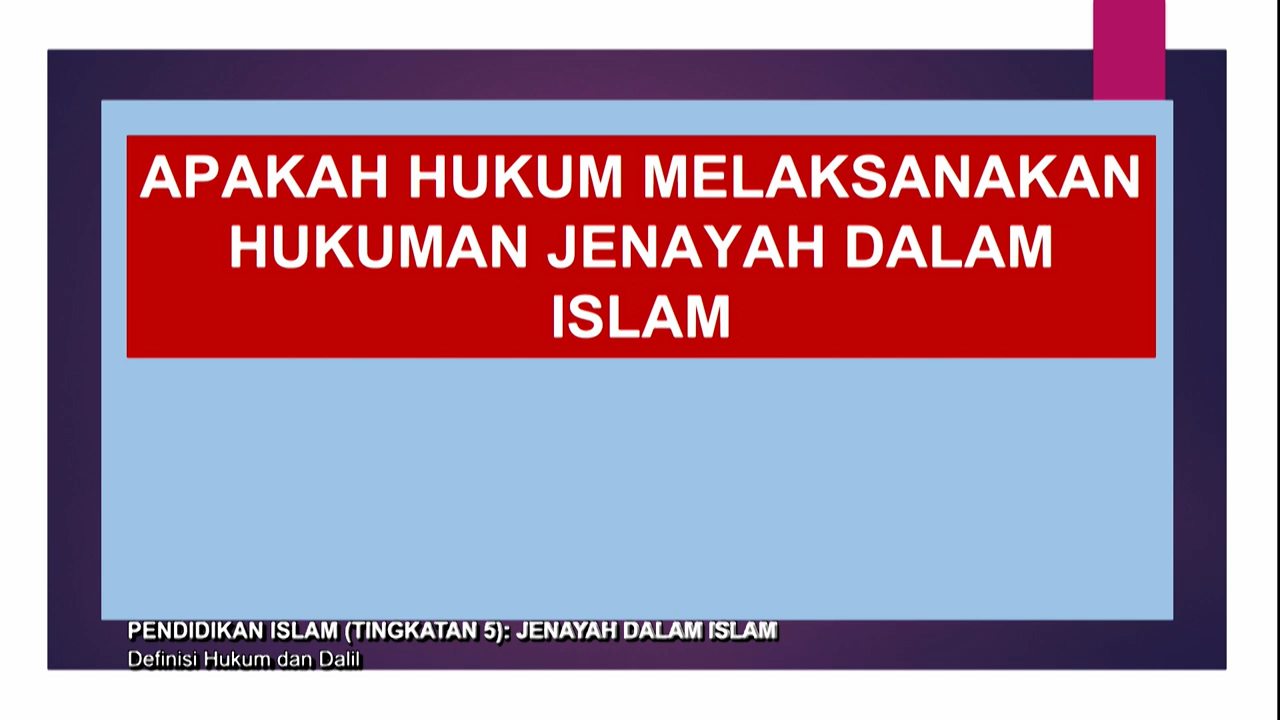 APAKAH HUKUM MELAKSANAKAN
HUKUMAN JENAYAH DALAM
ISLAM
PENDIDIKAN ISLAM (TINGKATAN 5): JENAYAH DALAM ISLAM
Definisi Hukum dan Dalil